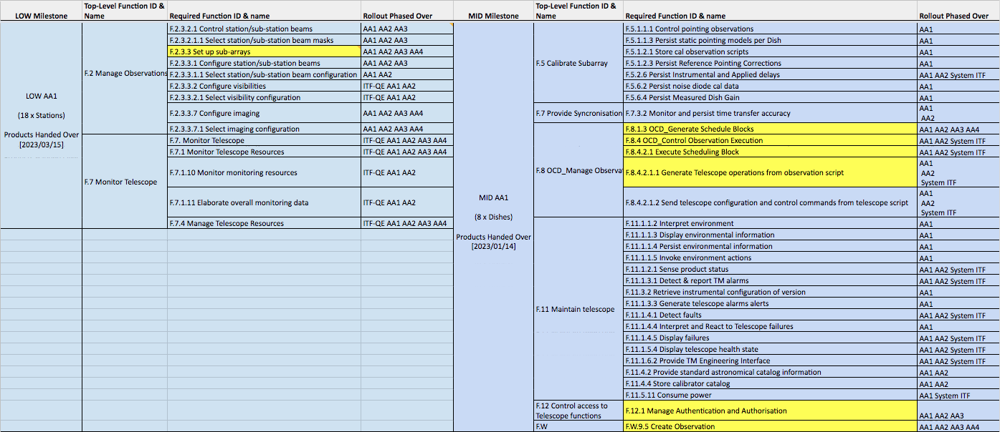 LOW Milestone
Top-Level Function ID &
Name
Required Function ID & name
Rollout Phased Over
MID Milestone
Top-Level Function ID &
Name
Required Function ID & name
Rollout Phased Over
LOW AA1
(18 x Stations)
Products Handed Over
[2023/03/15]
F.2 Manage Observations
F.2.3.2.1 Control station/sub-station beams
AA1 AA2 AA3
F.2.3.2.1.1 Select station/sub-station beam masks
AA1 AA2 AA3
F.2.3.3 Set up sub-arrays
AA1 AA2 AA3 AA4
F.2.3.3.1 Configure station/sub-station beams
AA1 AA2 AA3
F.2.3.3.1.1 Select station/sub-station beam configuration
AA1 AA2
F.2.3.3.2 Configure visibilities
ITF-QE AA1 AA2
F.2.3.3.2.1 Select visibility configuration
ITF-QE AA1 AA2
F.2.3.3.7 Configure imaging
AA1 AA2 AA3 AA4
F.2.3.3.7.1 Select imaging configuration
AA1 AA2 AA3 AA4
F.7 Monitor Telescope
F.7. Monitor Telescope
ITF-QE AA1 AA2 AA3 AA4
F.7.1 Monitor Telescope Resources
ITF-QE AA1 AA2 AA3 AA4
F.7.1.10 Monitor monitoring resources
ITF-QE AA1 AA2
F.7.1.11 Elaborate overall monitoring data
ITF-QE AA1 AA2
F.7.4 Manage Telescope Resources
ITF-QE AA1 AA2 AA3 AA4
MID AA1
(8 x Dishes)
Products Handed Over
[2023/01/14]
F.5 Calibrate Subarray
F.5.1.1.1 Control pointing observations
AA1
F.5.1.1.3 Persist static pointing models per Dish
AA1
F.5.1.2.1 Store cal observation scripts
AA1
F.5.1.2.3 Persist Reference Pointing Corrections
AA1
F.5.2.6 Persist Instrumental and Applied delays
AA1 AA2 System ITF
F.5.6.2 Persist noise diode cal data
AA1
F.5.6.4 Persist Measured Dish Gain
AA1
F.7 Provide Syncronisation
F.7.3.2 Monitor and persist time transfer accuracy
AA1
AA2
F.8 OCD_Manage Observa
F.8.1.3 OCD_Generate Schedule Blocks
AA1 AA2 AA3 AA4
F.8.4 OCD_Control Observation Execution
AA1 AA2 System ITF
F.8.4.2.1 Execute Scheduling Block
AA1 AA2 System ITF
F.8.4.2.1.1 Generate Telescope operations from observation script
AA1
AA2
System ITF
F.8.4.2.1.2 Send telescope configuration and control commands from telescope script
AA1
AA2
System ITF
F.11 Maintain telescope
F.11.1.1.2 Interpret environment
AA1
F.11.1.1.3 Display environmental information
AA1
F.11.1.1.4 Persist environmental information
AA1
F.11.1.1.5 Invoke environment actions
AA1
F.11.1.2.1 Sense product status
AA1 AA2 System ITF
F.11.1.3.1 Detect & report TM alarms
AA1 AA2 System ITF
F.11.3.2 Retrieve instrumental configuration of version
AA1
F.11.1.3.3 Generate telescope alarms alerts
AA1
F.11.1.4.1 Detect faults
AA1 AA2 System ITF
F.11.1.4.4 Interpret and React to Telescope failures
AA1
F.11.1.4.5 Display failures
AA1 AA2 System ITF
F.11.1.5.4 Display telescope health state
AA1 AA2 System ITF
F.11.1.6.2 Provide TM Engineering Interface
AA1 AA2 System ITF
F.11.4.2 Provide standard astronomical catalog information
AA1 AA2
F.11.4.4 Store calibrator catalog
AA1 AA2
F.11.5.11 Consume power
AA1 System ITF
F.12 Control access to
Telescope functions
F.12.1 Manage Authentication and Authorisation
AA1 AA2 AA3
F.W
F.W.9.5 Create Observation
AA1 AA2 AA3 AA4